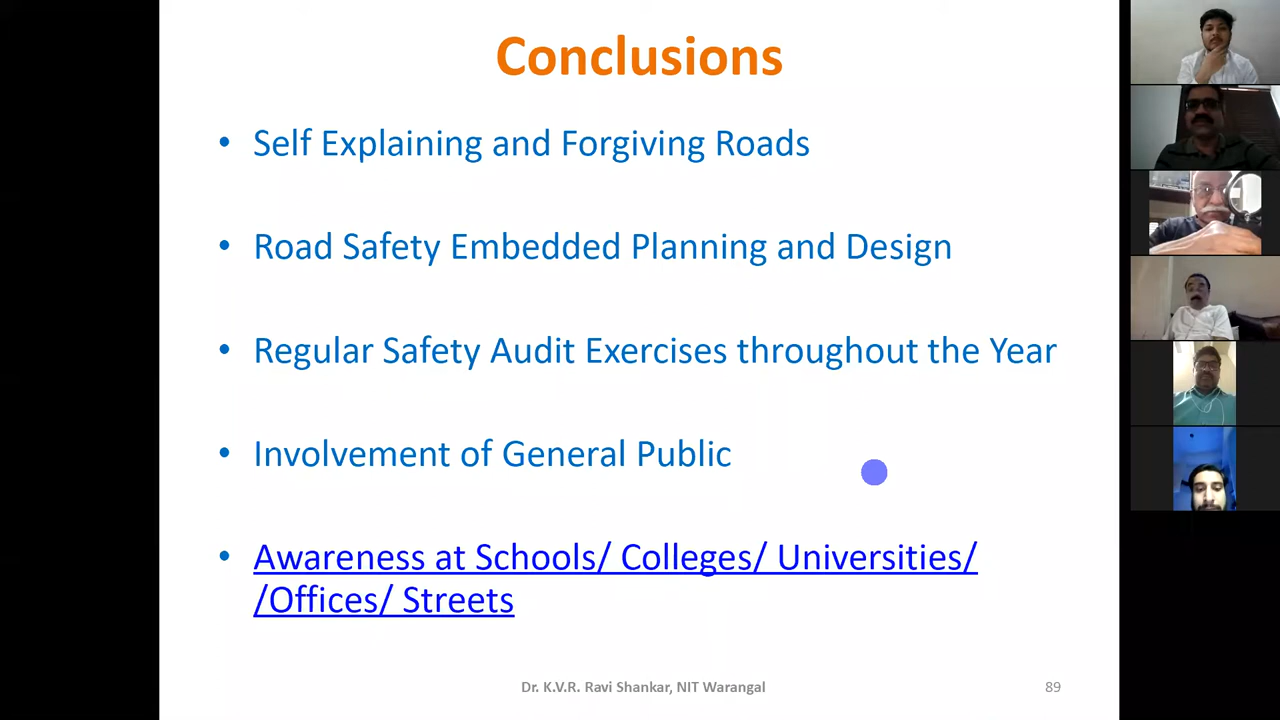 Conclusions
• Self Explaining and Forgiving Roads
• Road Safety Embedded Planning and Design
• Regular Safety Audit Exercises throughout the Year
• Involvement of General Public
• Awareness at Schools/ Colleges/ Universities/
/Offices/ Streets
Dr. K.V.R. Ravi Shankar, NIT Warangal
89